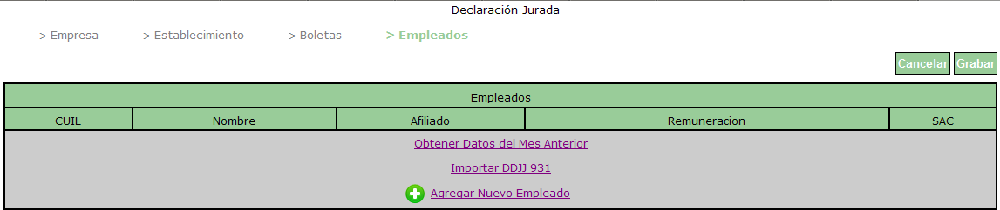 Declaración Jurada
> Empresa > Establecimiento > Boletas > Empleados
Cancelar Grabar
Empleados
CUIL Nombre Afiliado Remuneracion SAC
Obtener Datos del Mes Anterior
Importar DDJJ 931
Agregar Nuevo Empleado